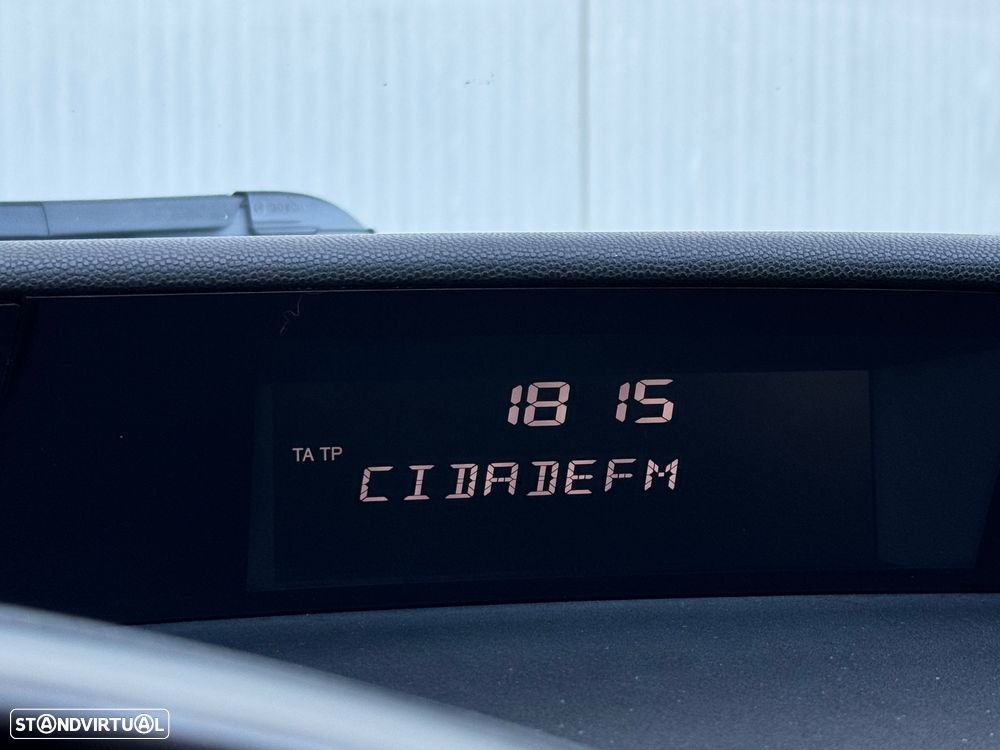 18 15
TA TP
CIDADEFM
STANDVIRTUAL